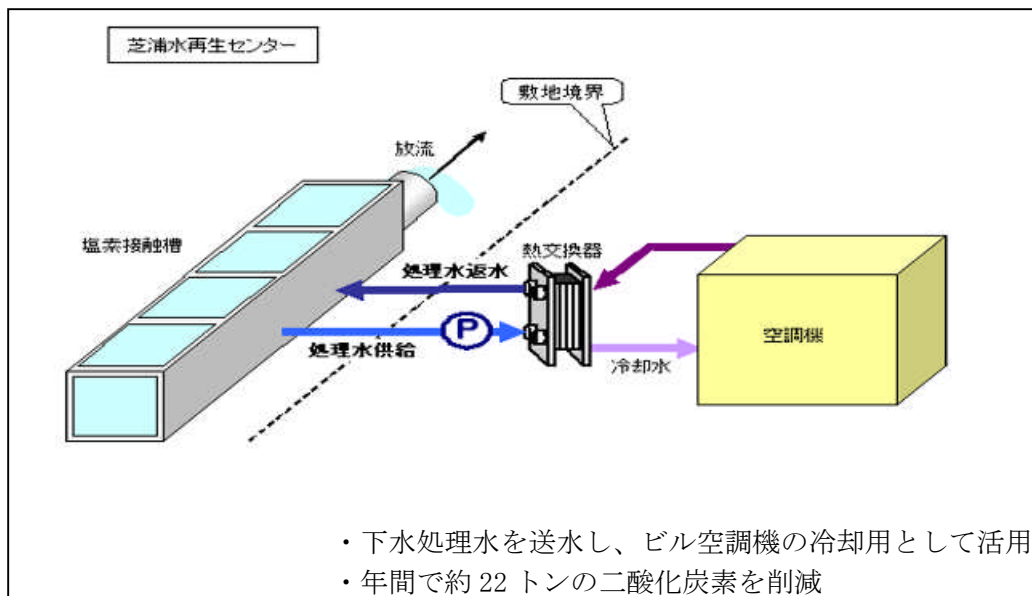 芝浦水再生センター
敷地境界
放流
塩素接触槽
熱交換器
処理水返水
P
空調機
処理水供給
冷却水
・下水処理水を送水し、ビル空調機の冷却用として活用
・年間で約 22 トンの二酸化炭素を削減